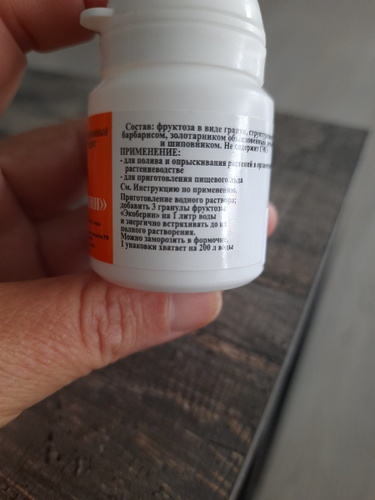 Состав: фруктоза в виде
барбарисом, золотарником
и шиповником. Не содержит
ПРИМЕНЕНИЕ:
- для полива и опрыскивания растений в
растениеводстве
- для приготовления пищевого льда
См. Инструкцию по применению.
Приготовление водного раствора;
добавить 3 гранулы фруктозы
«Экоберин» на 1 литр воды
и энергично встряхивать до их
полного растворения.
Можно заморозить в формочке.
1 упаковки хватает на 200 л воды